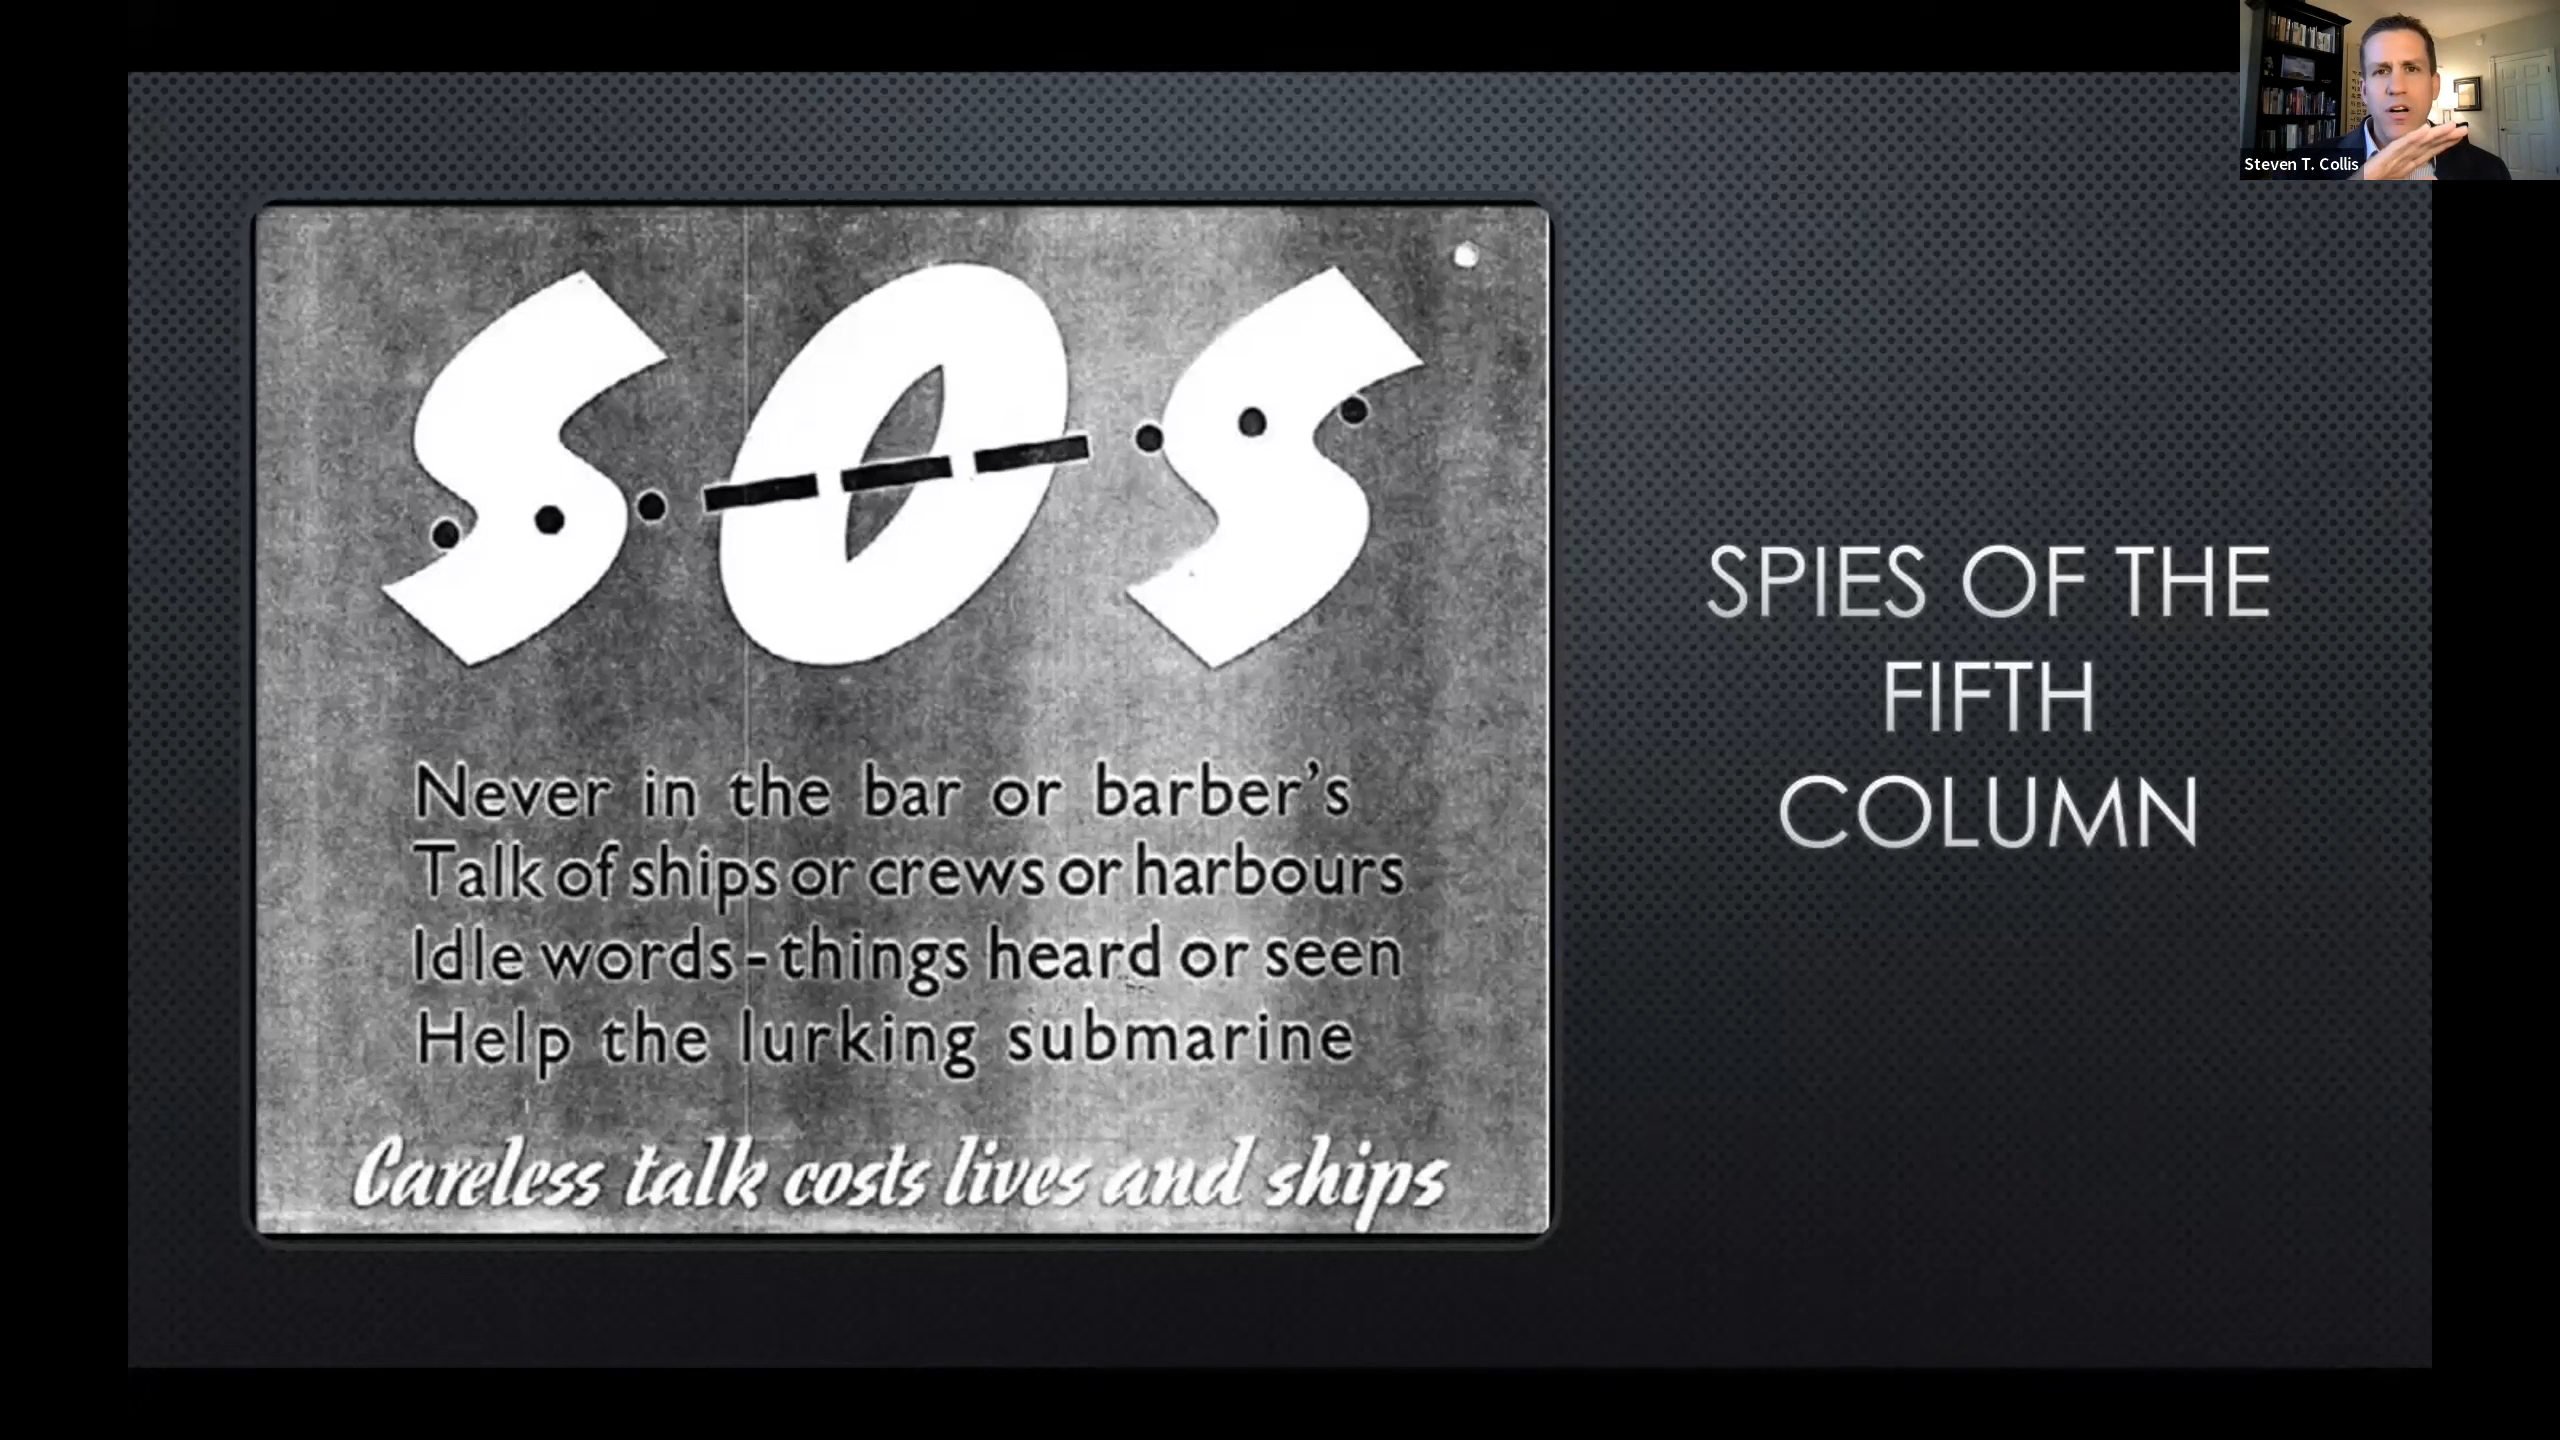 Steven T. Collis
SOS
Never in the bar or barber's
Talk of ships or crews or harbours
Idle words - things heard or seen
Help the lurking submarine
Careless talk costs lives and ships
SPIES OF THE
FIFTH
COLUMN